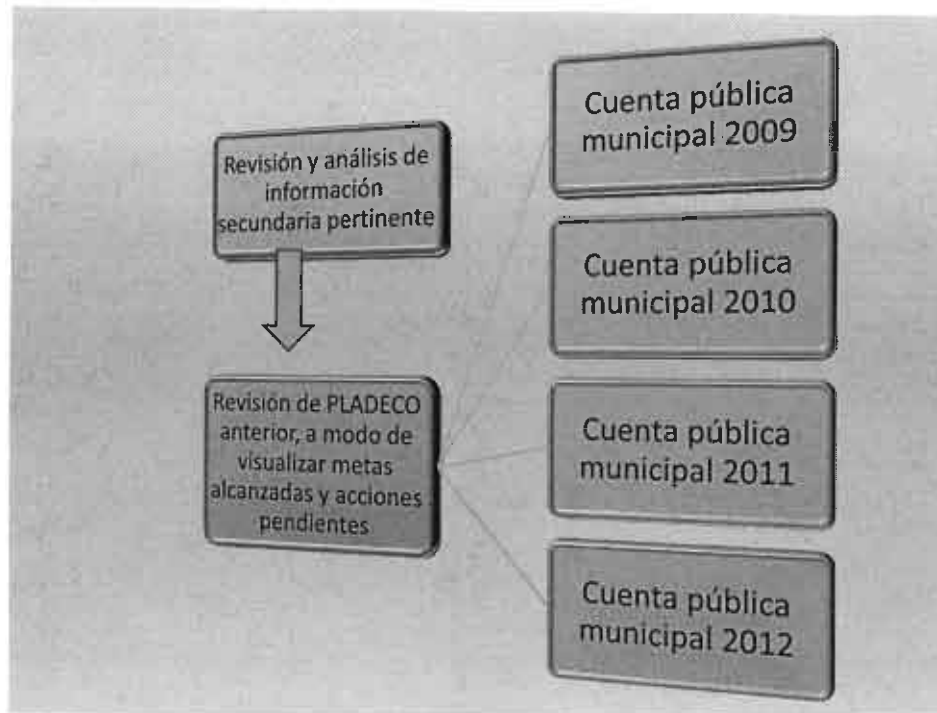 Revisión y análisis de
información
secundaria pertinente
Revisión de PLADECO
anterior, a modo de
visualizar metas
alcanzadas y acciones
pendientes
Cuenta pública
municipal 2009
Cuenta pública
municipal 2010
Cuenta pública
municipal 2011
Cuenta pública
municipal 2012